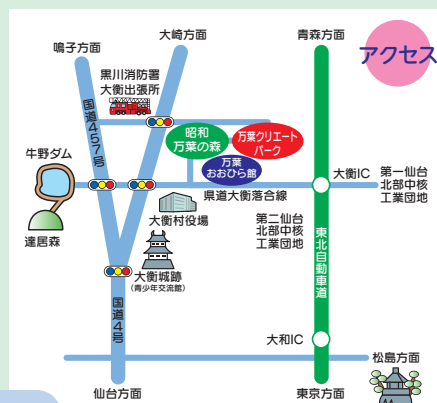 アクセス
鳴子方面
大崎方面
青森方面
黒川消防署
大衡出張所
国道457号
昭和
万葉の森
万葉クリエート
パーク
万葉
おおひら館
牛野ダム
大衡IC
第一仙台
北部中核
工業団地
県道大衡落合線
達居森
大衡村役場
第二仙台
北部中核
工業団地
東北自動車道
大衡城跡
(青少年交流館)
国道4号
大和IC
松島方面
仙台方面
東京方面